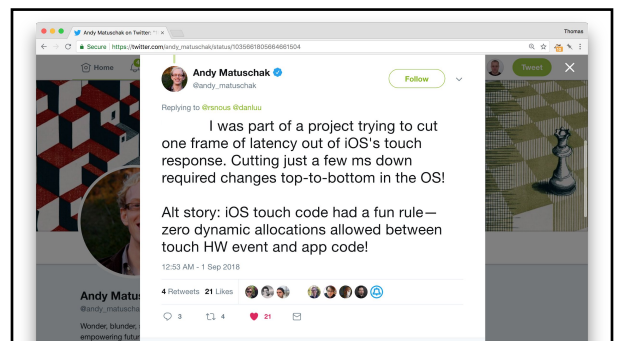 Andy Matuschak on Twitter: "I
Thomas
Secure https://twitter.com/andy_matuschak/status/1035661805664661504
Home
Tweet
Andy Matuschak
@andy_matuschak
Follow
Replying to @rsnous @danluu
I was part of a project trying to cut
one frame of latency out of iOS's touch
response. Cutting just a few ms down
required changes top-to-bottom in the OS!
Alt story: iOS touch code had a fun rule—
zero dynamic allocations allowed between
touch HW event and app code!
12:53 AM - 1 Sep 2018
4 Retweets 21 Likes
3 4 21
Andy Matus
@andy_matuscha
Wonder, blunder,
empowering futur